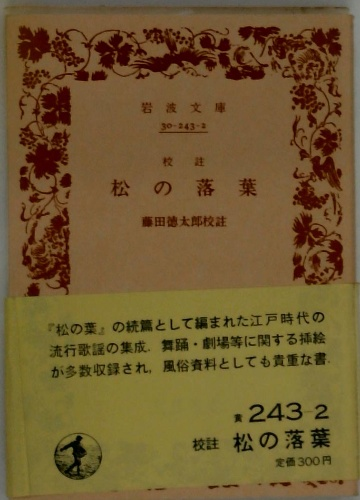 岩波文庫
30-243-2
校註
松の落葉
藤田徳太郎校註
『松の葉』の続篇として編まれた江戸時代の
流行歌謡の集成．舞踊・劇場等に関する挿絵
が多数収録され，風俗資料としても貴重な書．
黄 243-2
校註 松の落葉
定価300円